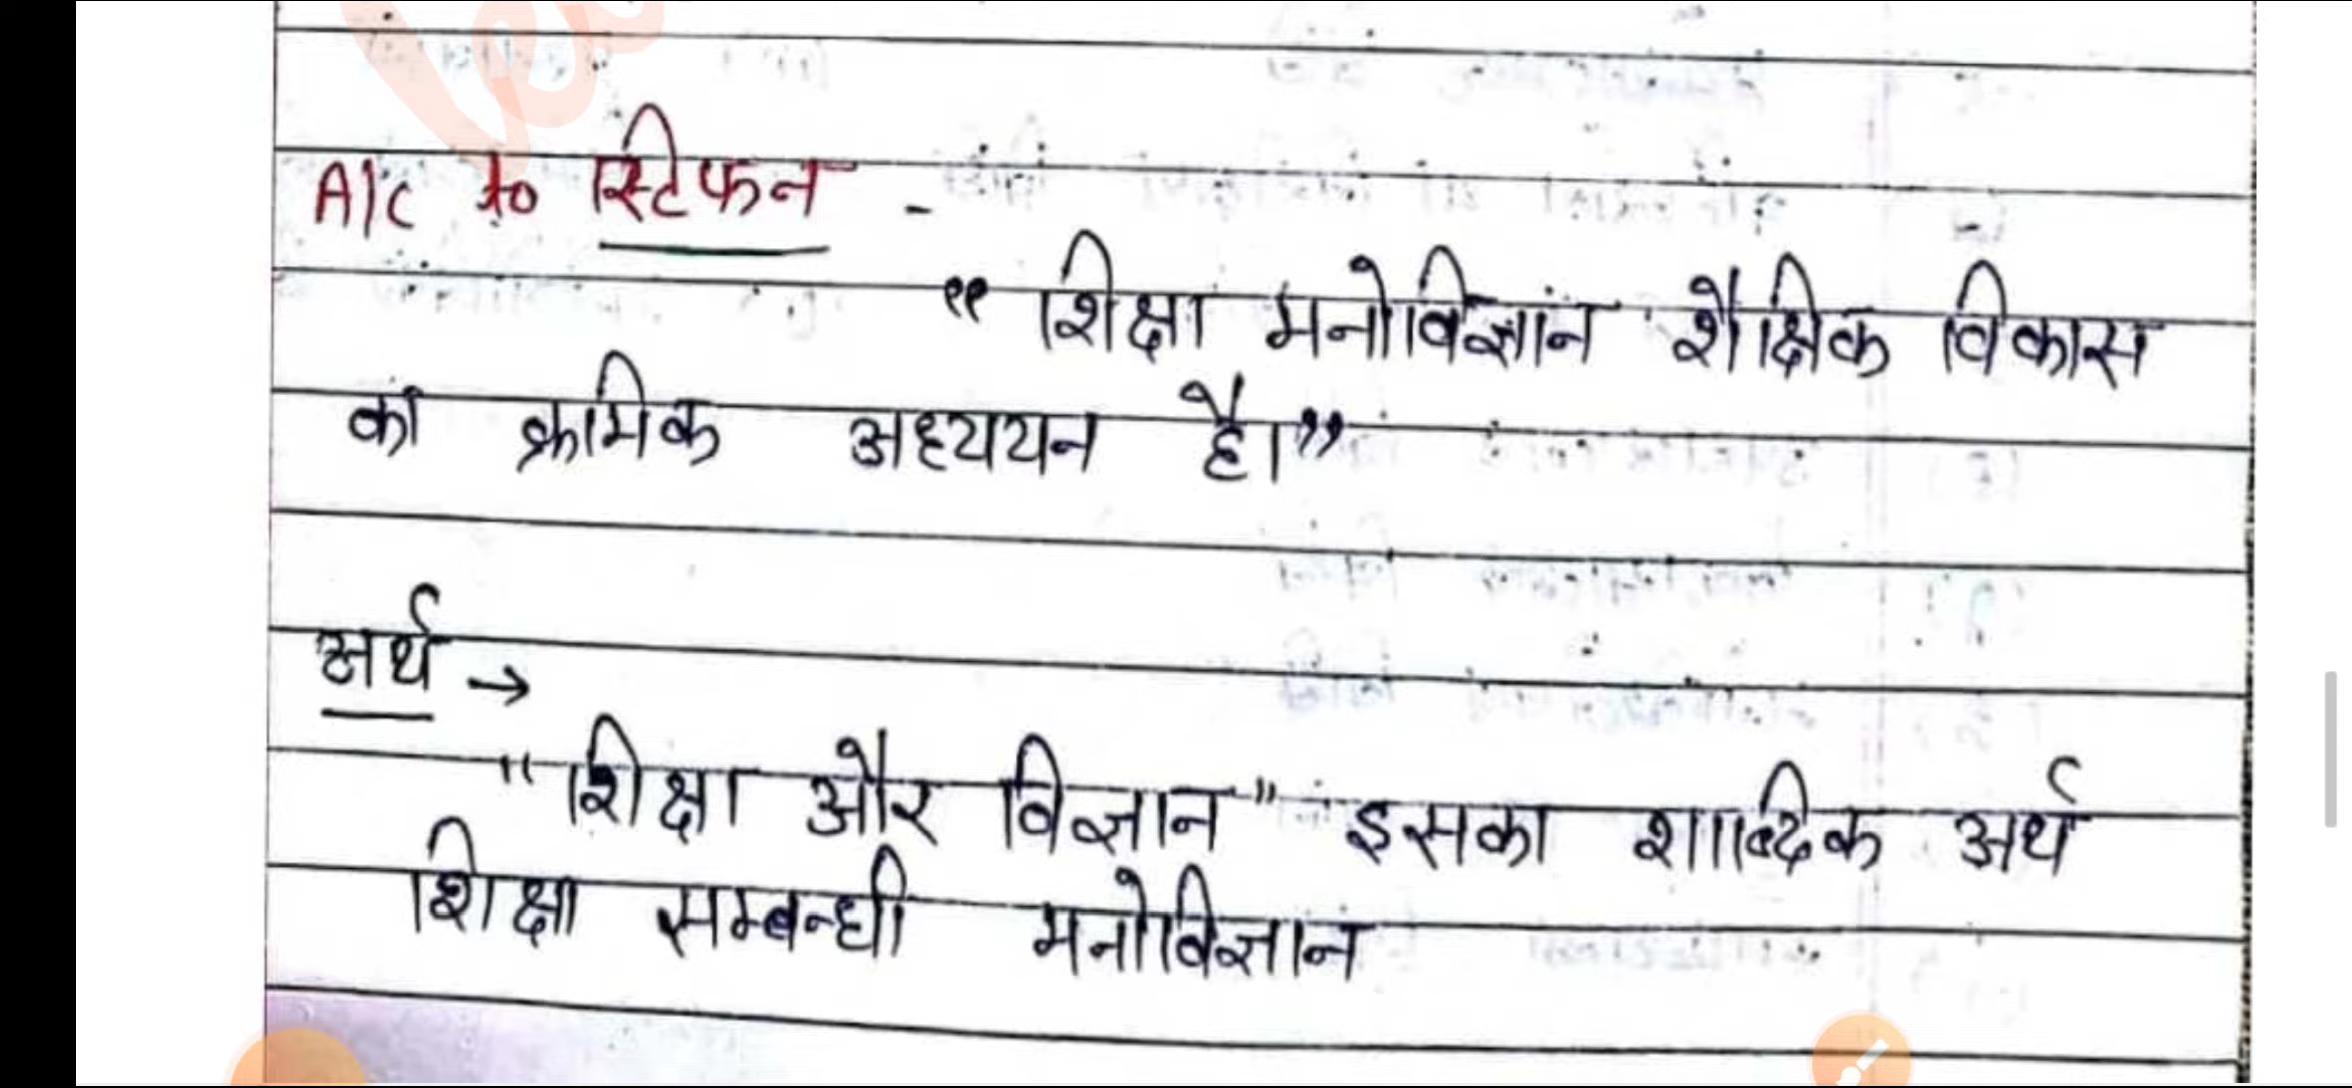 A/c to स्टिफन -
“ शिक्षा मनोविज्ञान शैक्षिक विकास
का क्रमिक अध्ययन है।”
अर्थ →
"शिक्षा और विज्ञान" इसका शाब्दिक अर्थ
शिक्षा सम्बन्धी मनोविज्ञान